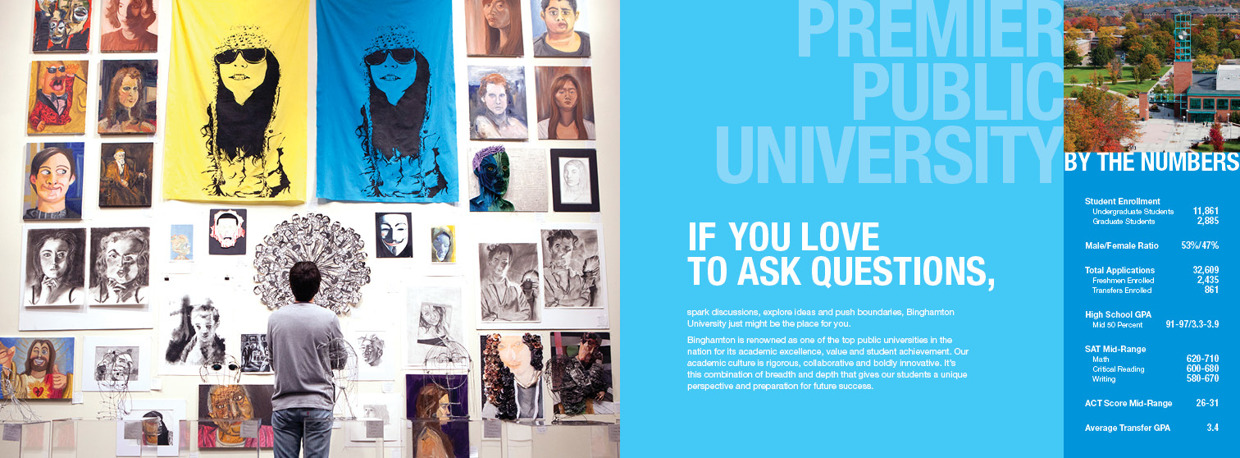 PREMIER
PUBLIC
UNIVERSITY
IF YOU LOVE
TO ASK QUESTIONS,
spark discussions, explore ideas and push boundaries, Binghamton
University just might be the place for you.
Binghamton is renowned as one of the top public universities in the
nation for its academic excellence, value and student achievement. Our
academic culture is rigorous, collaborative and boldly innovative. It's
this combination of breadth and depth that gives our students a unique
perspective and preparation for future success.
BY THE NUMBERS
Student Enrollment
Undergraduate Students 11,861
Graduate Students 2,885
Male/Female Ratio 53%/47%
Total Applications 32,609
Freshmen Enrolled 2,435
Transfers Enrolled 861
High School GPA
Mid 50 Percent 91-97/3.3-3.9
SAT Mid-Range
Math 620-710
Critical Reading 600-680
Writing 580-670
ACT Score Mid-Range 26-31
Average Transfer GPA 3.4